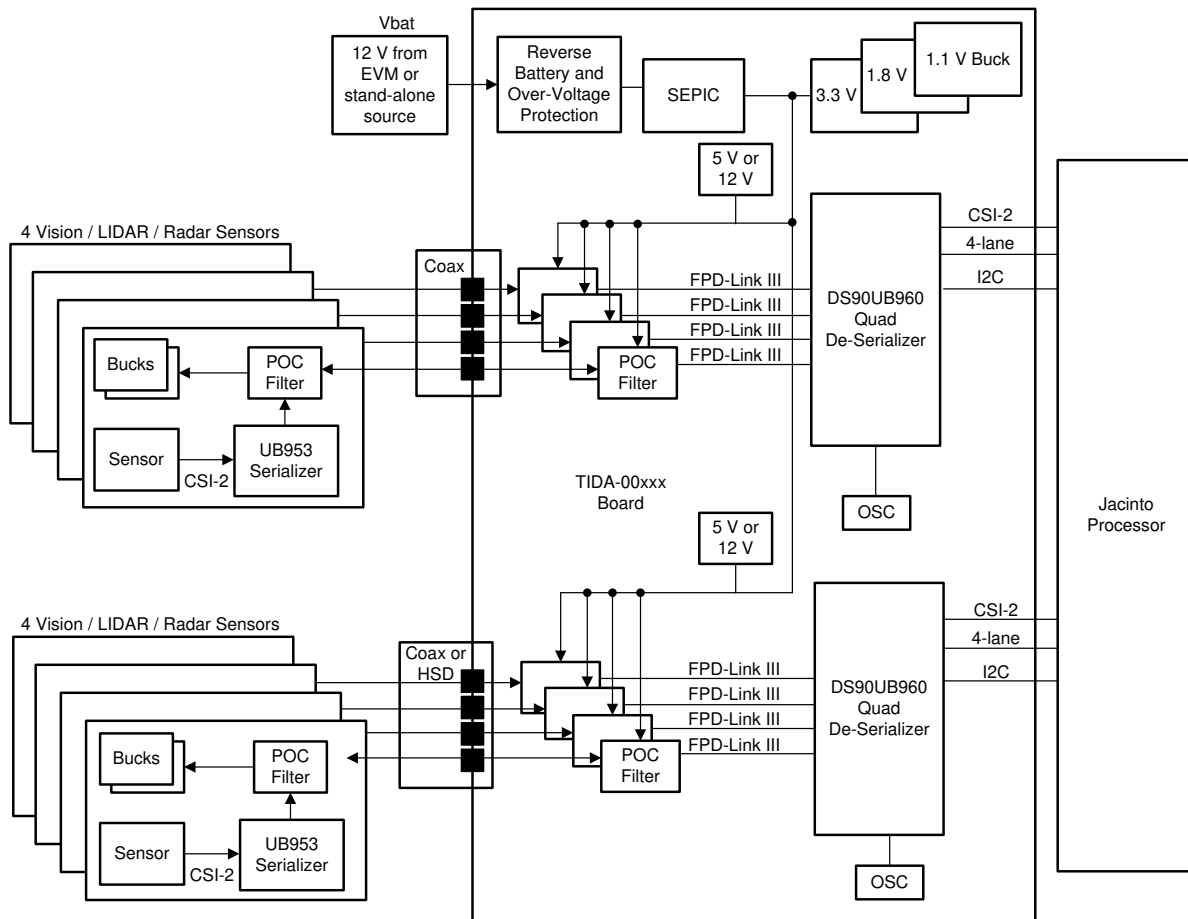 Vbat
12 V from
EVM or
stand-alone
source
Reverse
Battery and
Over-Voltage
Protection
SEPIC
3.3 V
1.8 V
1.1 V Buck
5 V or
12 V
4 Vision / LIDAR / Radar Sensors
Bucks
POC
Filter
Sensor
CSI-2
UB953
Serializer
Coax
POC
Filter
FPD-Link III
FPD-Link III
FPD-Link III
FPD-Link III
DS90UB960
Quad
De-Serializer
OSC
CSI-2
4-lane
I2C
Jacinto
Processor
TIDA-00xxx
Board
5 V or
12 V
4 Vision / LIDAR / Radar Sensors
Bucks
POC
Filter
Sensor
CSI-2
UB953
Serializer
Coax or
HSD
POC
Filter
FPD-Link III
FPD-Link III
FPD-Link III
FPD-Link III
DS90UB960
Quad
De-Serializer
OSC
CSI-2
4-lane
I2C